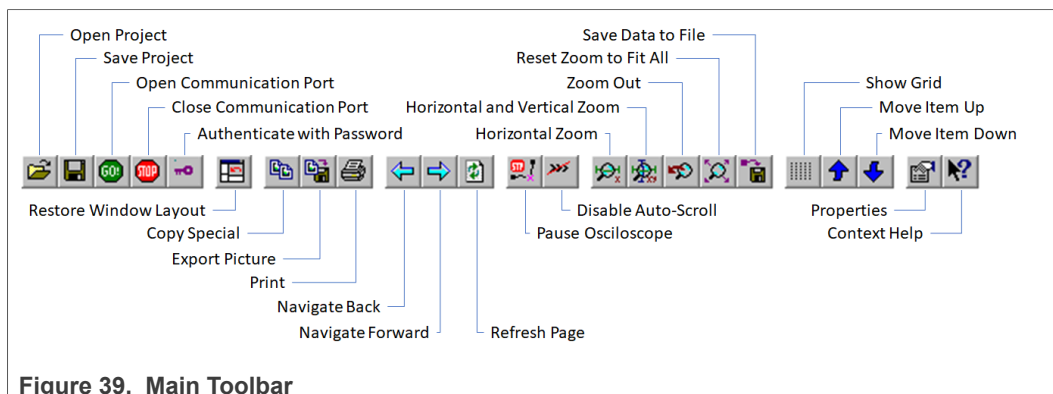 Open Project
Save Data to File
Save Project
Reset Zoom to Fit All
Open Communication Port
Zoom Out
Show Grid
Close Communication Port
Horizontal and Vertical Zoom
Move Item Up
Authenticate with Password
Horizontal Zoom
Move Item Down
GO!
STOP
Restore Window Layout
Disable Auto-Scroll
Properties
Copy Special
Pause Osciloscope
Context Help
Export Picture
Print
Navigate Back
Navigate Forward
Refresh Page
Figure 39. Main Toolbar